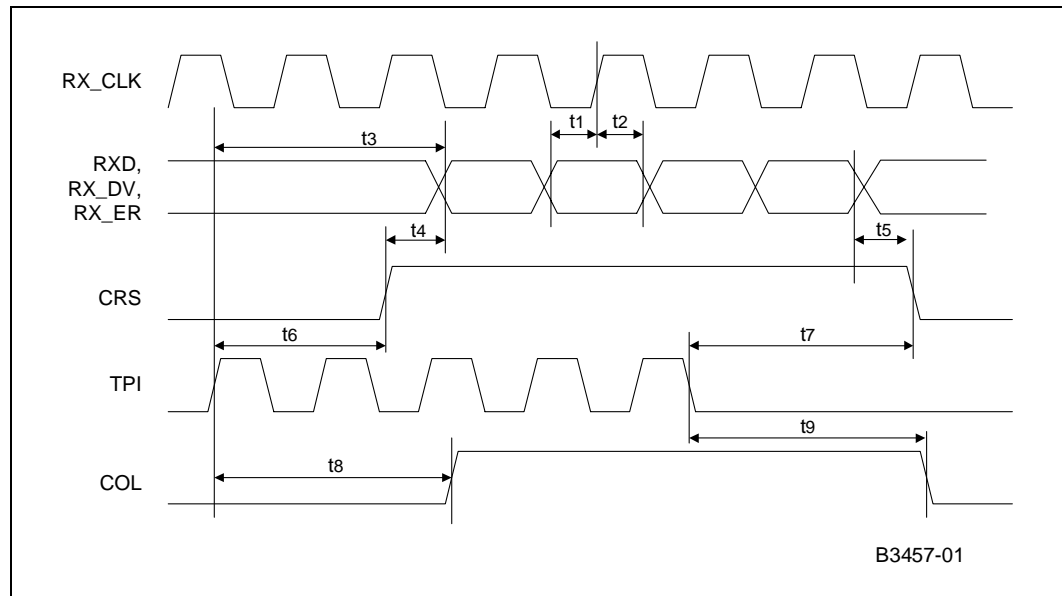 RX_CLK
t1
t2
t3
RXD,
RX_DV,
RX_ER
t4
t5
CRS
t6
t7
TPI
t9
t8
COL
B3457-01